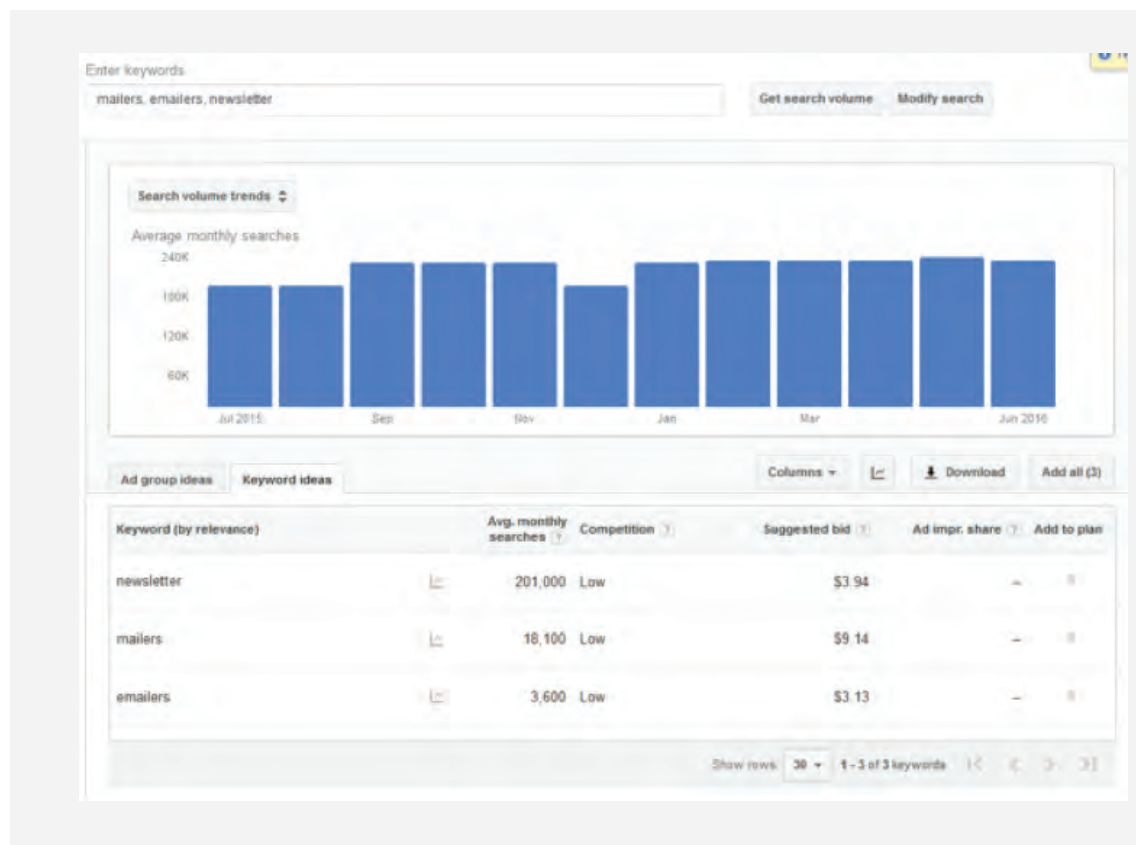 Enter keywords
mailers, emailers, newsletter
Get search volume Modify search
Search volume trends
Average monthly searches
240K
180K
120K
60K
Jul 2015 Sep Nov Jan Mar Jun 2016
Ad group ideas Keyword ideas Columns Download Add all (3)
Keyword (by relevance) Avg. monthly searches ? Competition ? Suggested bid ? Ad impr. share ? Add to plan
newsletter 201,000 Low $3.94 –
mailers 18,100 Low $9.14 –
emailers 3,600 Low $3.13 –
Show rows 30 1 - 3 of 3 keywords